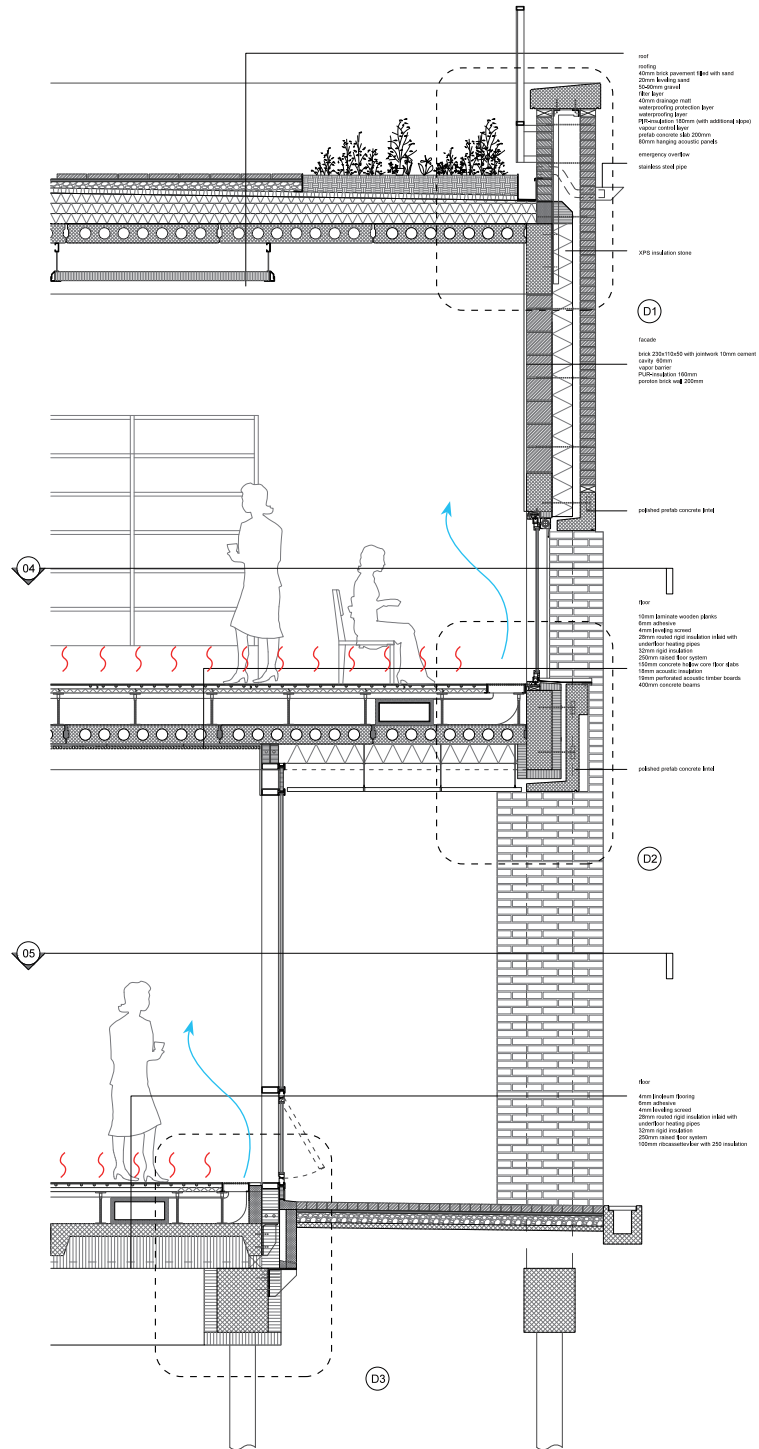 roof
roofing
40mm brick pavement filled with sand
20mm leveling sand
50-90mm gravel
filter layer
40mm drainage matt
waterproofing protection layer
waterproofing layer
PIR-insulation 180mm (with additional slope)
vapour control layer
prefab concrete slab 200mm
80mm hanging acoustic panels
emergency overflow
stainless steel pipe
XPS insulation stone
D1
facade
brick 230x110x50 with jointwork 10mm cement
cavity 60mm
vapor barrier
PUR-insulation 160mm
poroton brick wall 200mm
polished prefab concrete lintel
04
floor
10mm laminate wooden planks
6mm adhesive
4mm leveling screed
28mm routed rigid insulation inlaid with
underfloor heating pipes
32mm rigid insulation
250mm raised floor system
150mm concrete hollow core floor slabs
18mm acoustic insulation
19mm perforated acoustic timber boards
400mm concrete beams
polished prefab concrete lintel
D2
05
floor
4mm linoleum flooring
6mm adhesive
4mm leveling screed
28mm routed rigid insulation inlaid with
underfloor heating pipes
32mm rigid insulation
250mm raised floor system
100mm ribcassettevloer with 250 insulation
D3